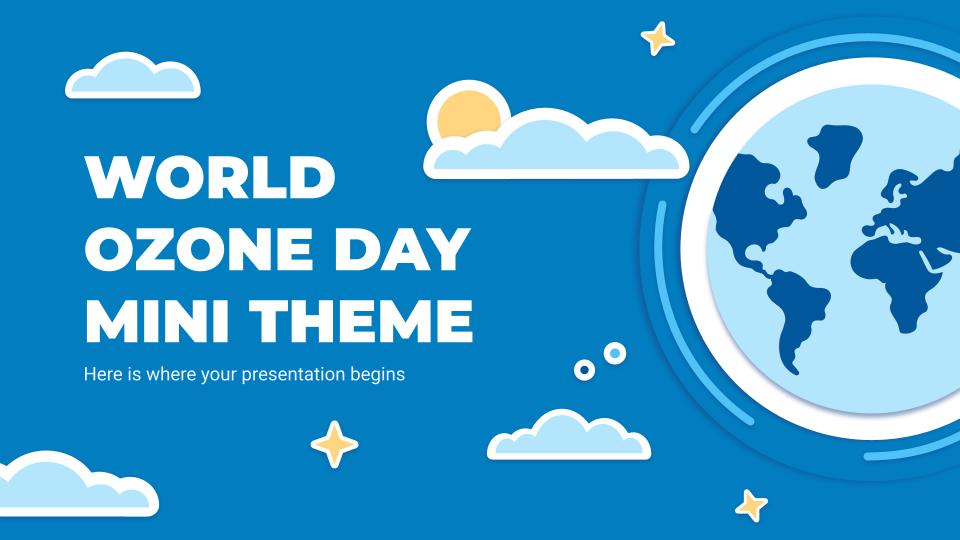 WORLD
OZONE DAY
MINI THEME
Here is where your presentation begins